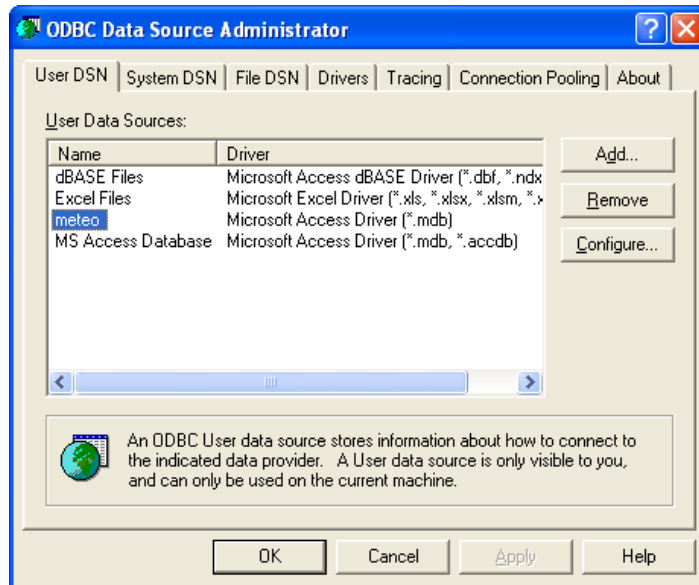 ODBC Data Source Administrator
User DSN System DSN File DSN Drivers Tracing Connection Pooling About
User Data Sources:
Name Driver
dBASE Files Microsoft Access dBASE Driver (*.dbf, *.ndx
Excel Files Microsoft Excel Driver (*.xls, *.xlsx, *.xlsm, *.x
meteo Microsoft Access Driver (*.mdb)
MS Access Database Microsoft Access Driver (*.mdb, *.accdb)
Add...
Remove
Configure...
An ODBC User data source stores information about how to connect to
the indicated data provider. A User data source is only visible to you,
and can only be used on the current machine.
OK Cancel Apply Help